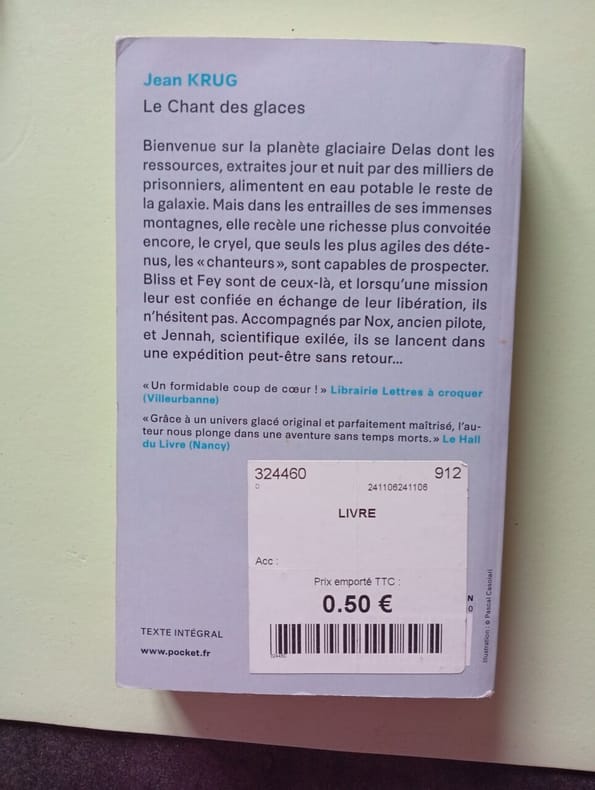 Jean KRUG
Le Chant des glaces
Bienvenue sur la planète glaciaire Delas dont les
ressources, extraites jour et nuit par des milliers de
prisonniers, alimentent en eau potable le reste de
la galaxie. Mais dans les entrailles de ses immenses
montagnes, elle recèle une richesse plus convoitée
encore, le cryel, que seuls les plus agiles des déte-
nus, les « chanteurs », sont capables de prospecter.
Bliss et Fey sont de ceux-là, et lorsqu'une mission
leur est confiée en échange de leur libération, ils
n'hésitent pas. Accompagnés par Nox, ancien pilote,
et Jennah, scientifique exilée, ils se lancent dans
une expédition peut-être sans retour...
« Un formidable coup de cœur ! » Librairie Lettres à croquer
(Villeurbanne)
« Grâce à un univers glacé original et parfaitement maîtrisé, l'au-
teur nous plonge dans une aventure sans temps morts. » Le Hall
du Livre (Nancy)
324460 912
D 241106241106
LIVRE
Acc :
Prix emporté TTC :
0.50 €
324460
N
0
TEXTE INTÉGRAL
www.pocket.fr
Illustration : © Pascal Casolari